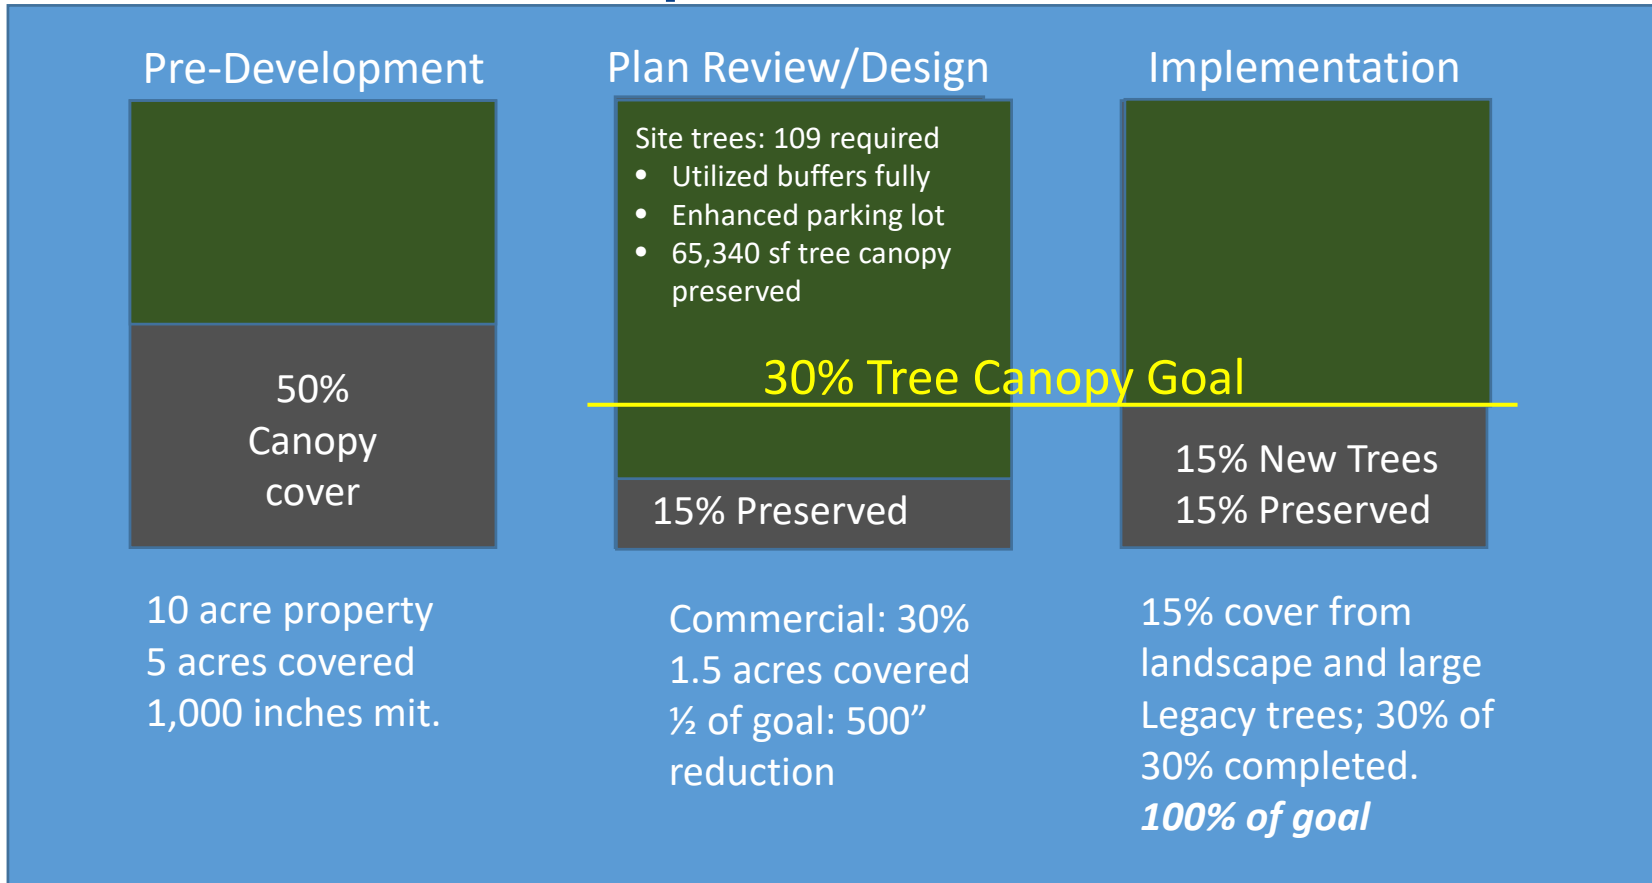 Pre-Development
50%
Canopy
cover
10 acre property
5 acres covered
1,000 inches mit.
Plan Review/Design
Site trees: 109 required
• Utilized buffers fully
• Enhanced parking lot
• 65,340 sf tree canopy
preserved
30% Tree Canopy Goal
15% Preserved
Commercial: 30%
1.5 acres covered
½ of goal: 500”
reduction
Implementation
15% New Trees
15% Preserved
15% cover from
landscape and large
Legacy trees; 30% of
30% completed.
100% of goal